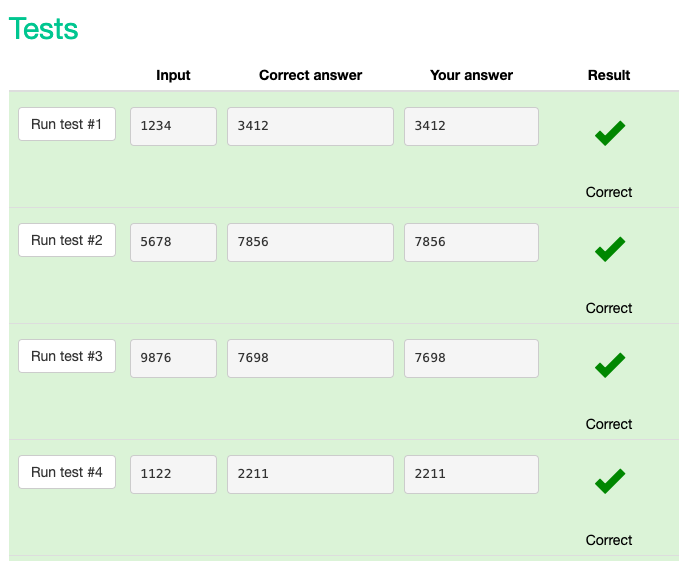 Tests
Input Correct answer Your answer Result
Run test #1 1234 3412 3412
Correct
Run test #2 5678 7856 7856
Correct
Run test #3 9876 7698 7698
Correct
Run test #4 1122 2211 2211
Correct